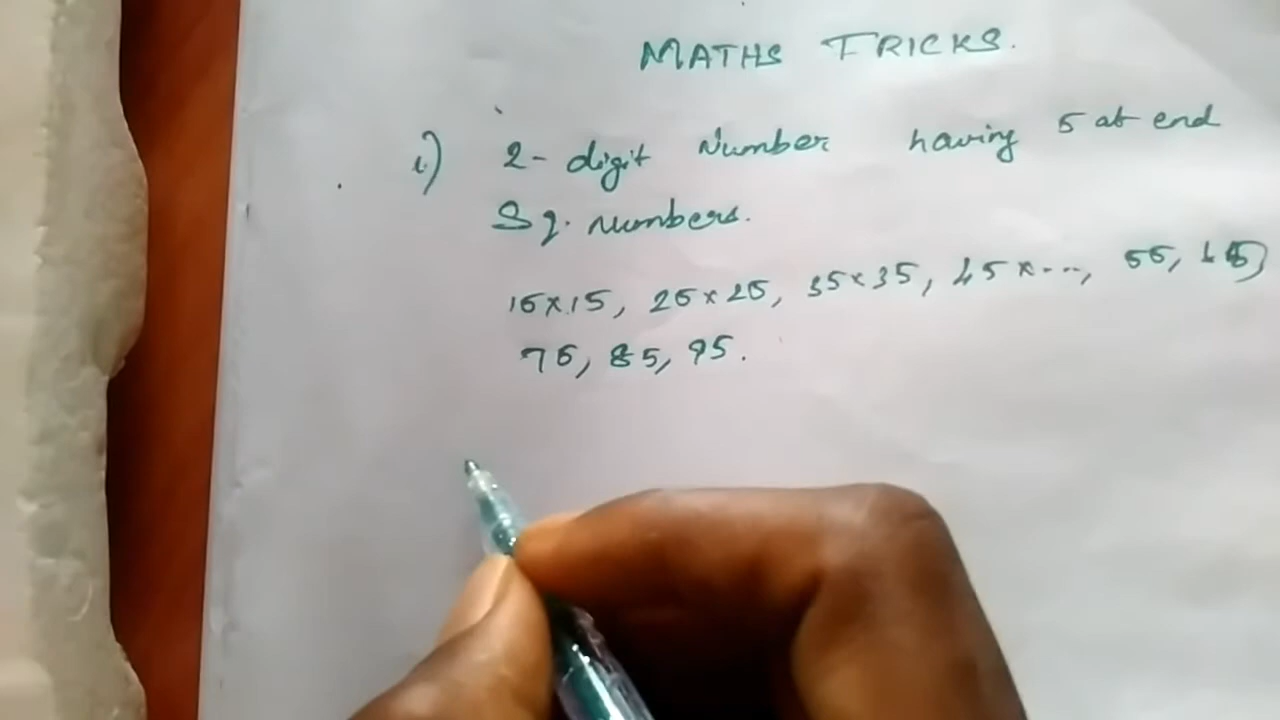 MATHS TRICKS.
i) 2-digit Number having 5 at end
Sq. numbers.
15x15, 25x25, 35x35, 45x..., 55, 65,
75, 85, 95.